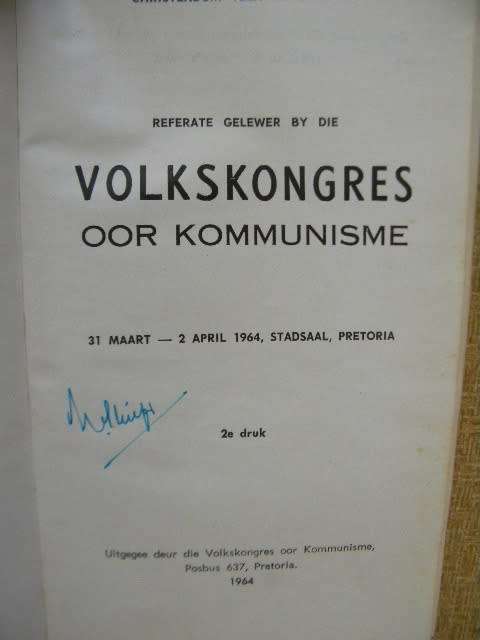 REFERATE GELEWER BY DIE
VOLKSKONGRES
OOR KOMMUNISME
31 MAART — 2 APRIL 1964, STADSAAL, PRETORIA
2e druk
Uitgegee deur die Volkskongres oor Kommunisme,
Posbus 637, Pretoria.
1964